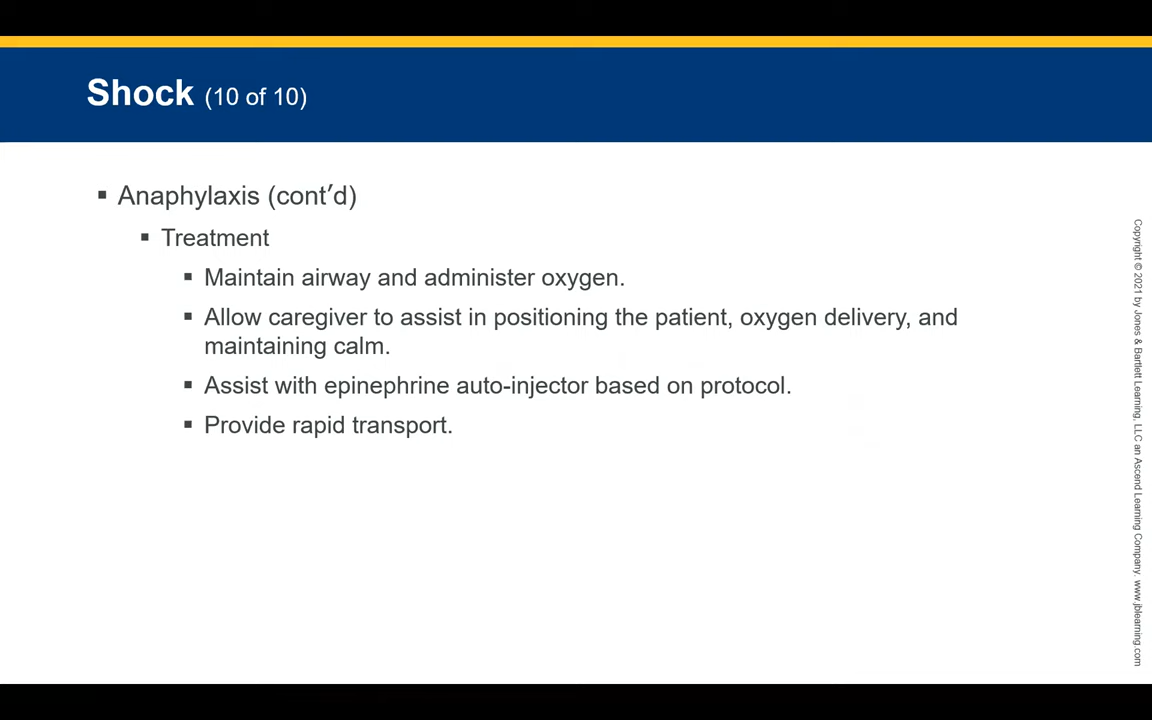 Shock (10 of 10)
▪ Anaphylaxis (cont′d)
▪ Treatment
▪ Maintain airway and administer oxygen.
▪ Allow caregiver to assist in positioning the patient, oxygen delivery, and
maintaining calm.
▪ Assist with epinephrine auto-injector based on protocol.
▪ Provide rapid transport.
Copyright © 2021 by Jones & Bartlett Learning, LLC an Ascend Learning Company. www.jblearning.com